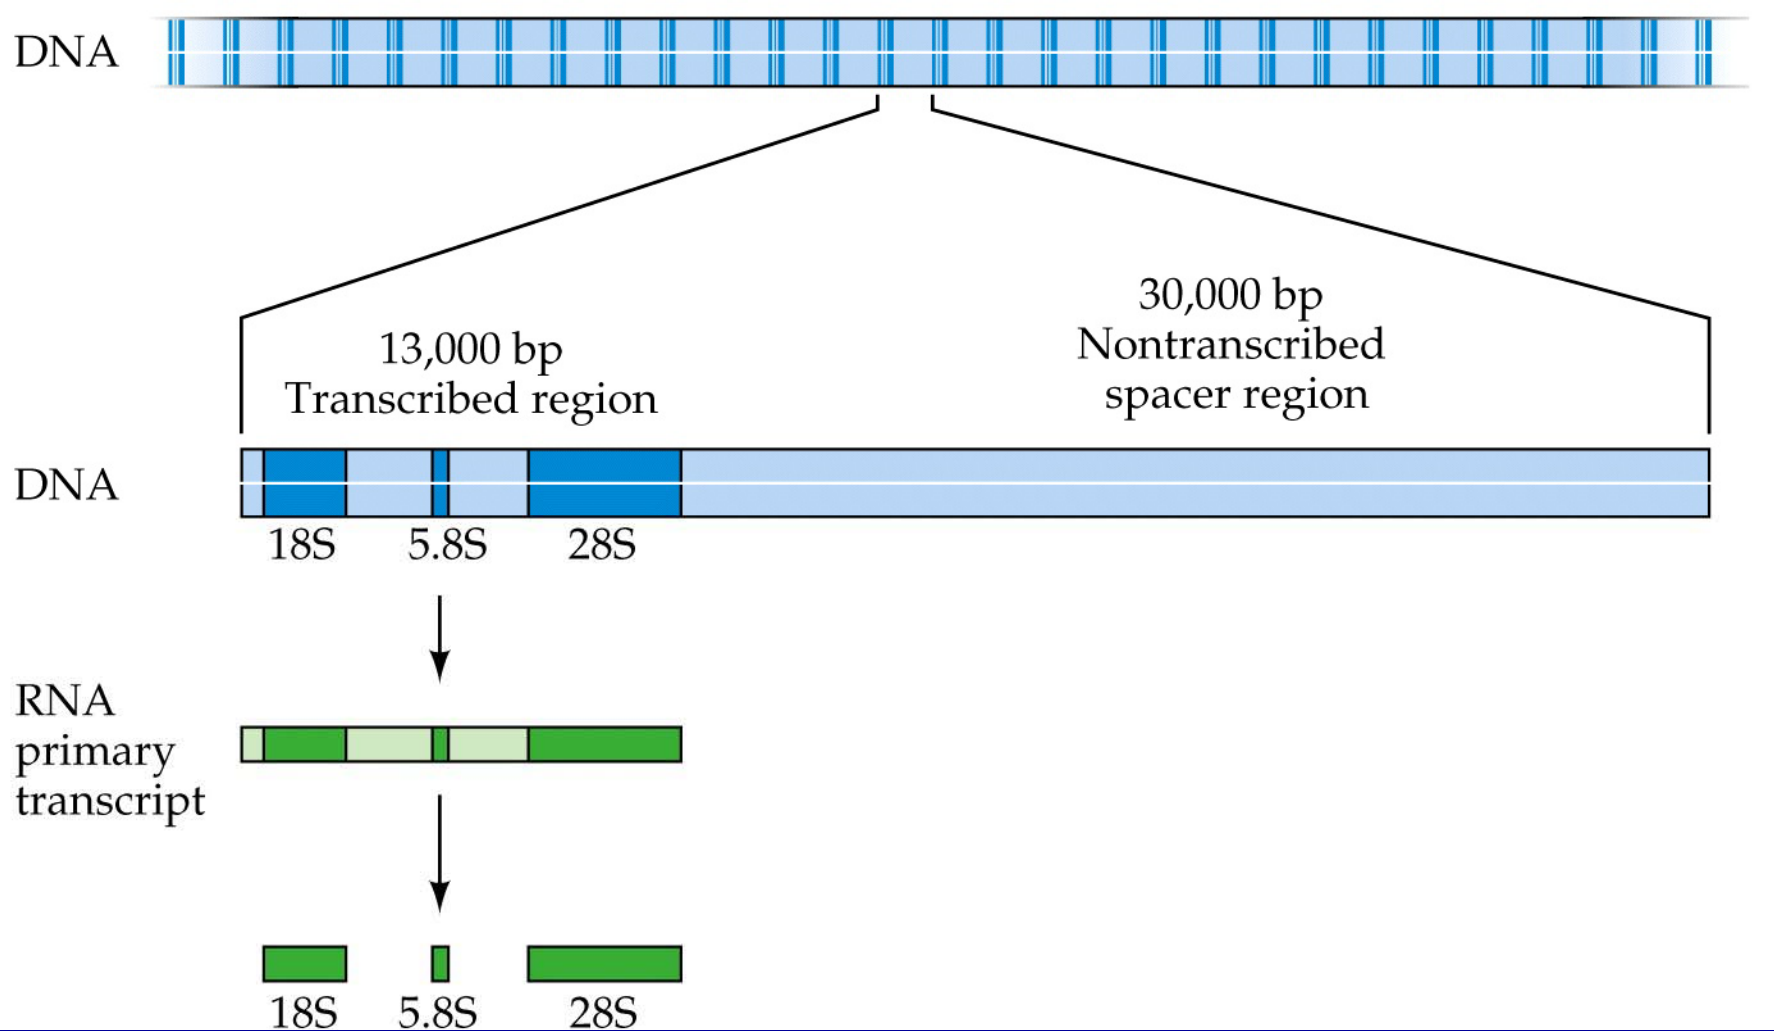 DNA
30,000 bp
Nontranscribed
spacer region
13,000 bp
Transcribed region
DNA
18S
5.8S
28S
RNA
primary
transcript
18S
5.8S
28S